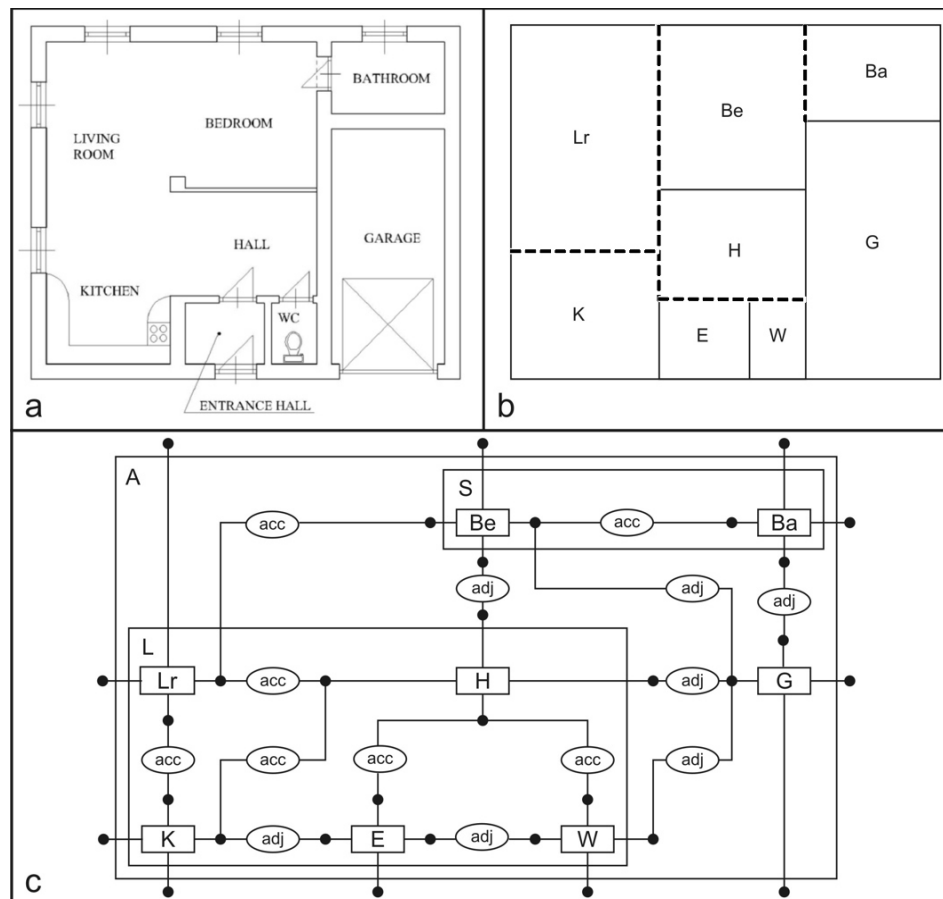 BATHROOM
BEDROOM
LIVING
ROOM
HALL
GARAGE
KITCHEN
WC
ENTRANCE HALL
a
Ba
Be
Lr
H
G
K
E
W
b
A
S
acc
Be
acc
Ba
adj
adj
adj
L
Lr
acc
H
adj
G
acc
acc
acc
acc
adj
K
adj
E
adj
W
c